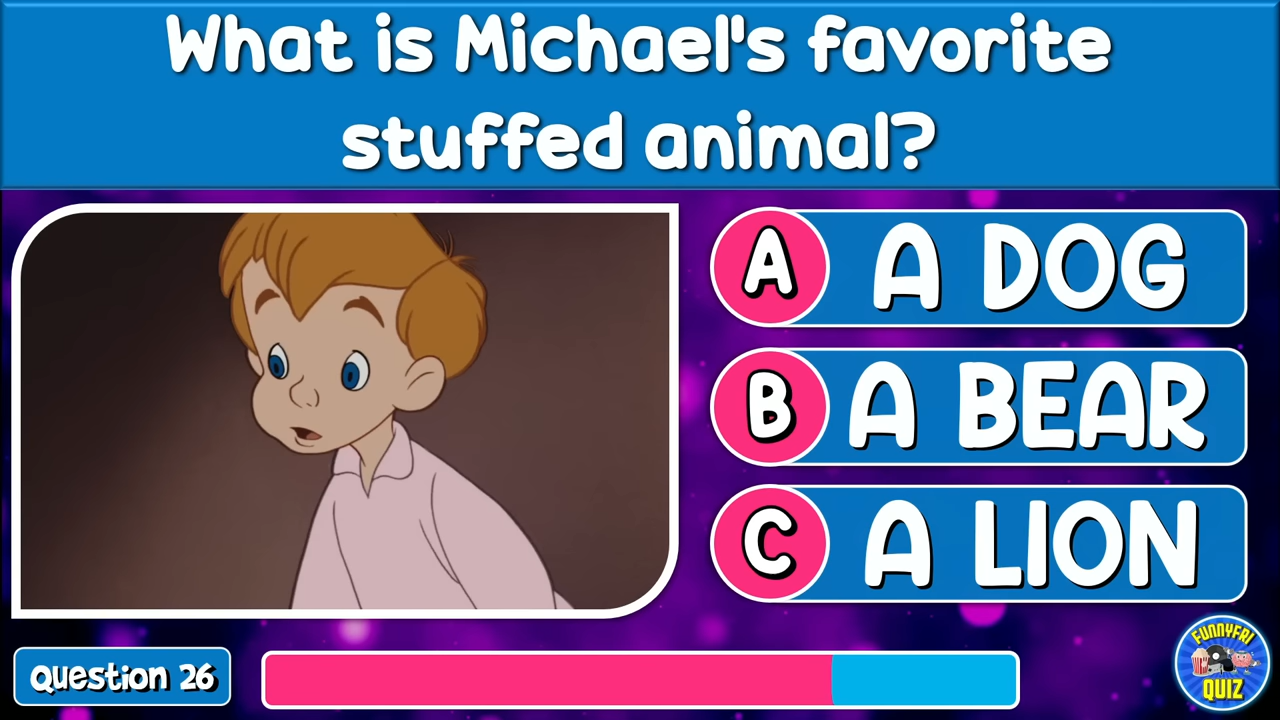 What is Michael's favorite
stuffed animal?
A A DOG
B A BEAR
C A LION
Question 26
FUNNYFRI
QUIZ